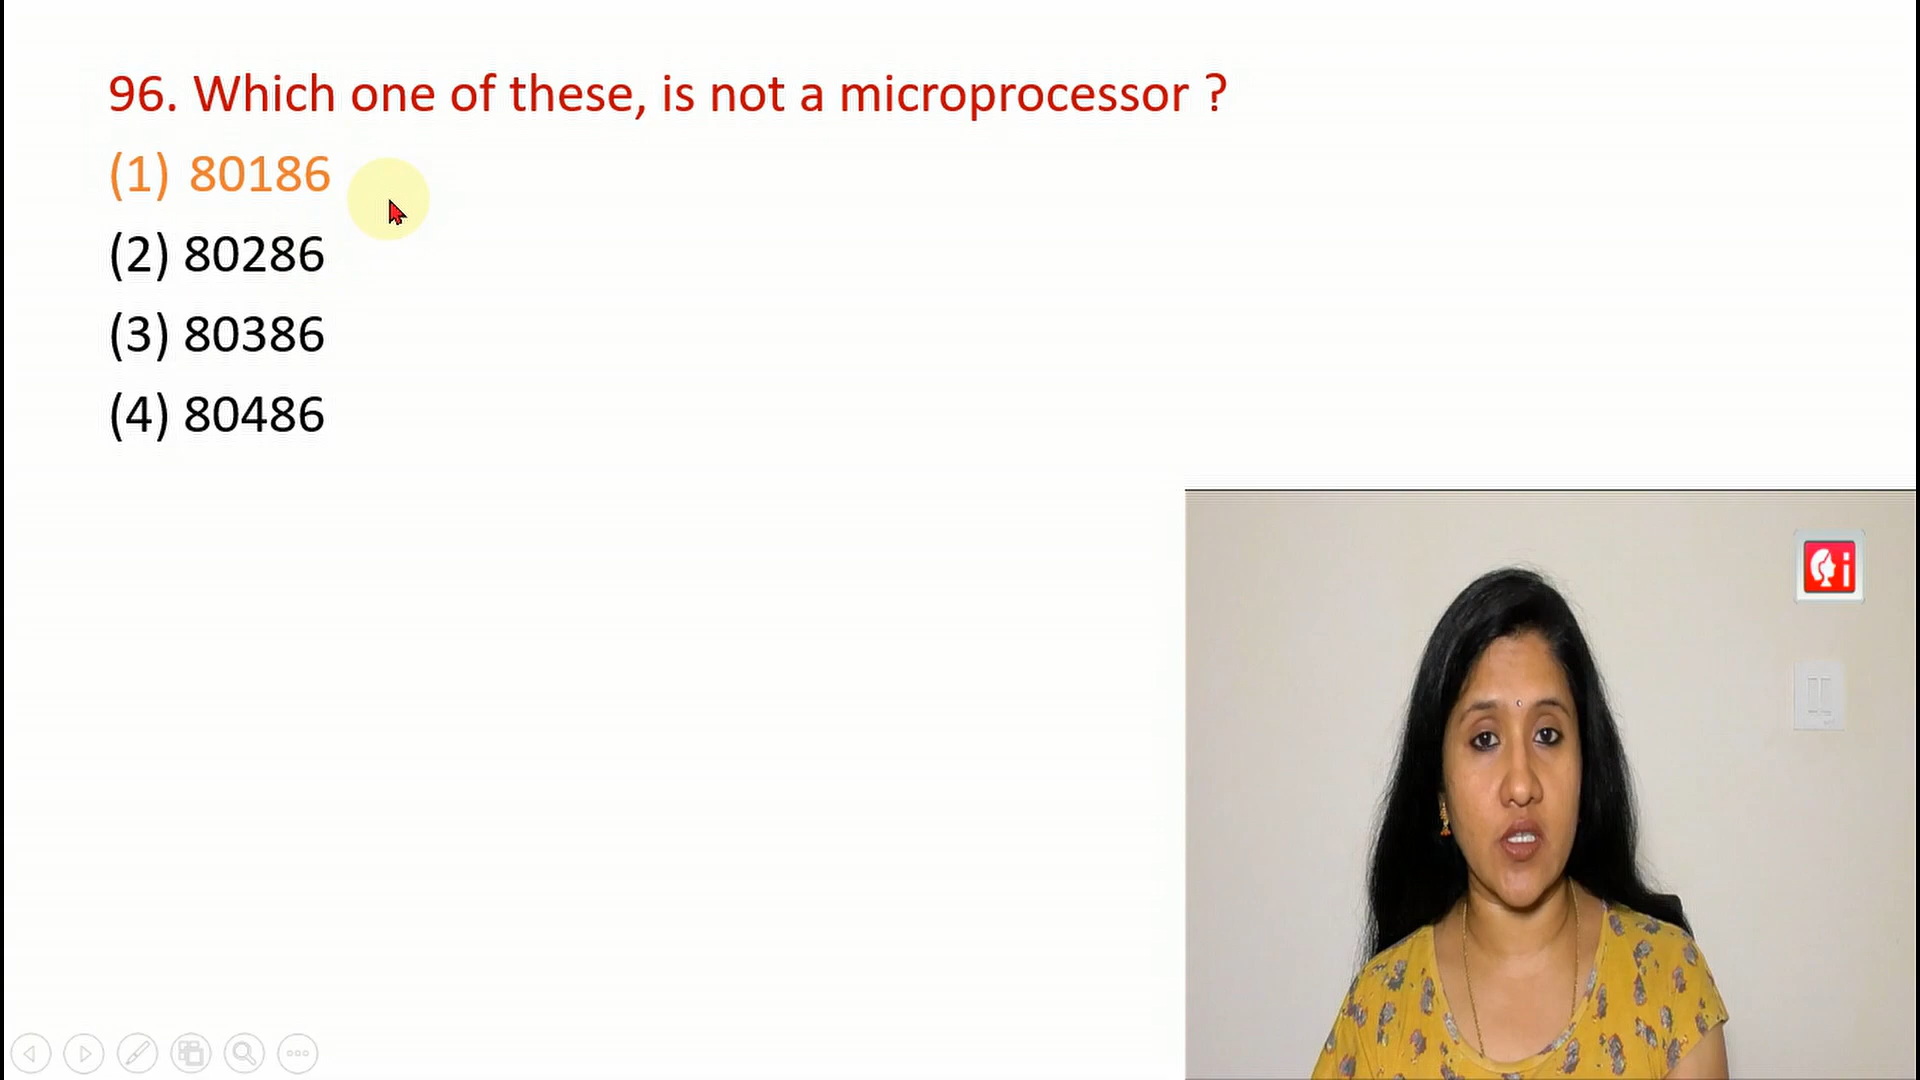 96. Which one of these, is not a microprocessor ?
(1) 80186
(2) 80286
(3) 80386
(4) 80486
i